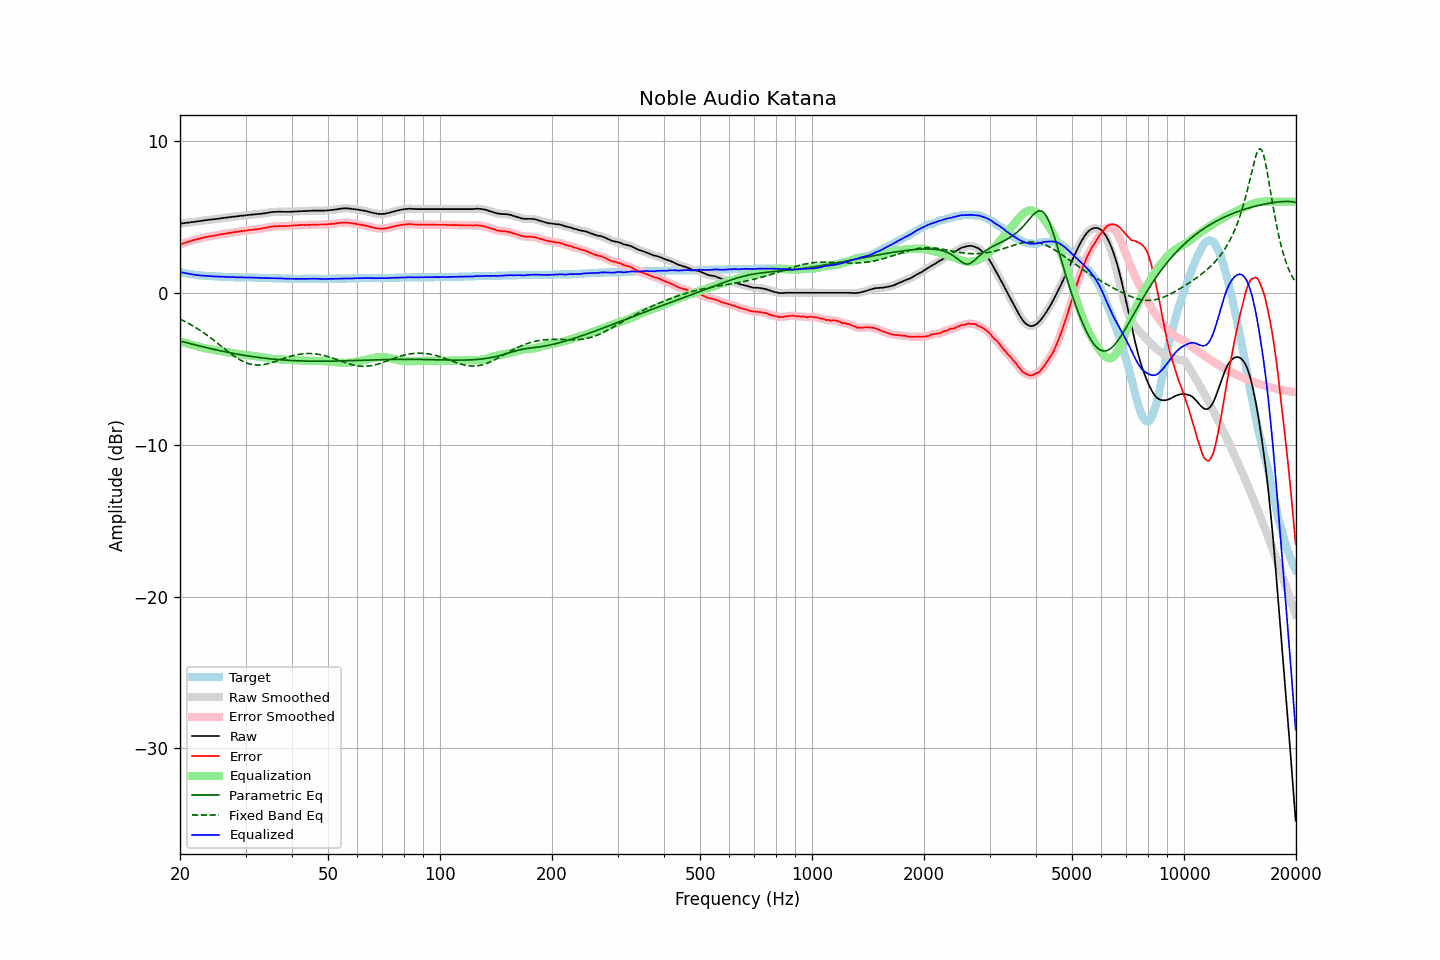 Noble Audio Katana
Amplitude (dBr)
10
0
−10
−20
−30
Target
Raw Smoothed
Error Smoothed
Raw
Error
Equalization
Parametric Eq
Fixed Band Eq
Equalized
20 50 100 200 500 1000 2000 5000 10000 20000
Frequency (Hz)